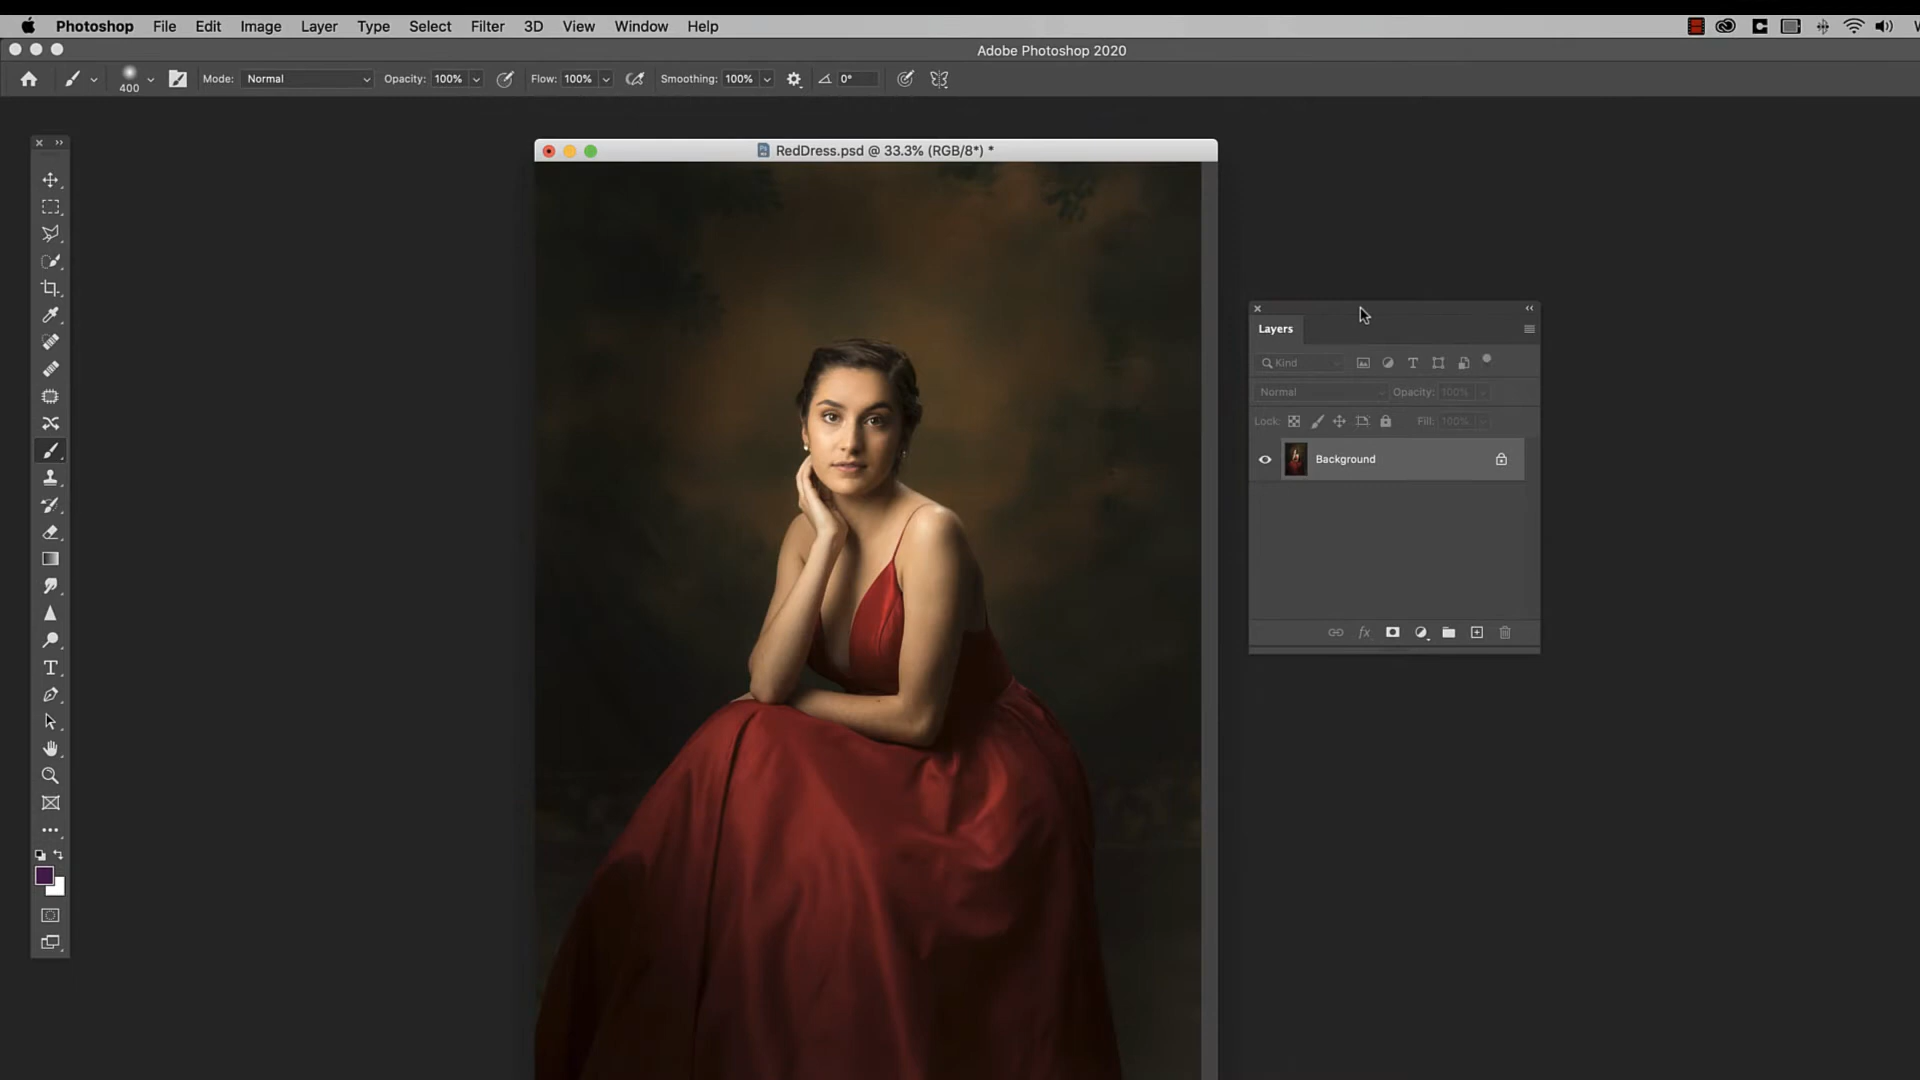 Photoshop File Edit Image Layer Type Select Filter 3D View Window Help
Adobe Photoshop 2020
400 Mode: Normal Opacity: 100% Flow: 100% Smoothing: 100% 0°
RedDress.psd @ 33.3% (RGB/8*) *
Layers
Kind
Normal Opacity: 100%
Lock: Fill: 100%
Background
fx